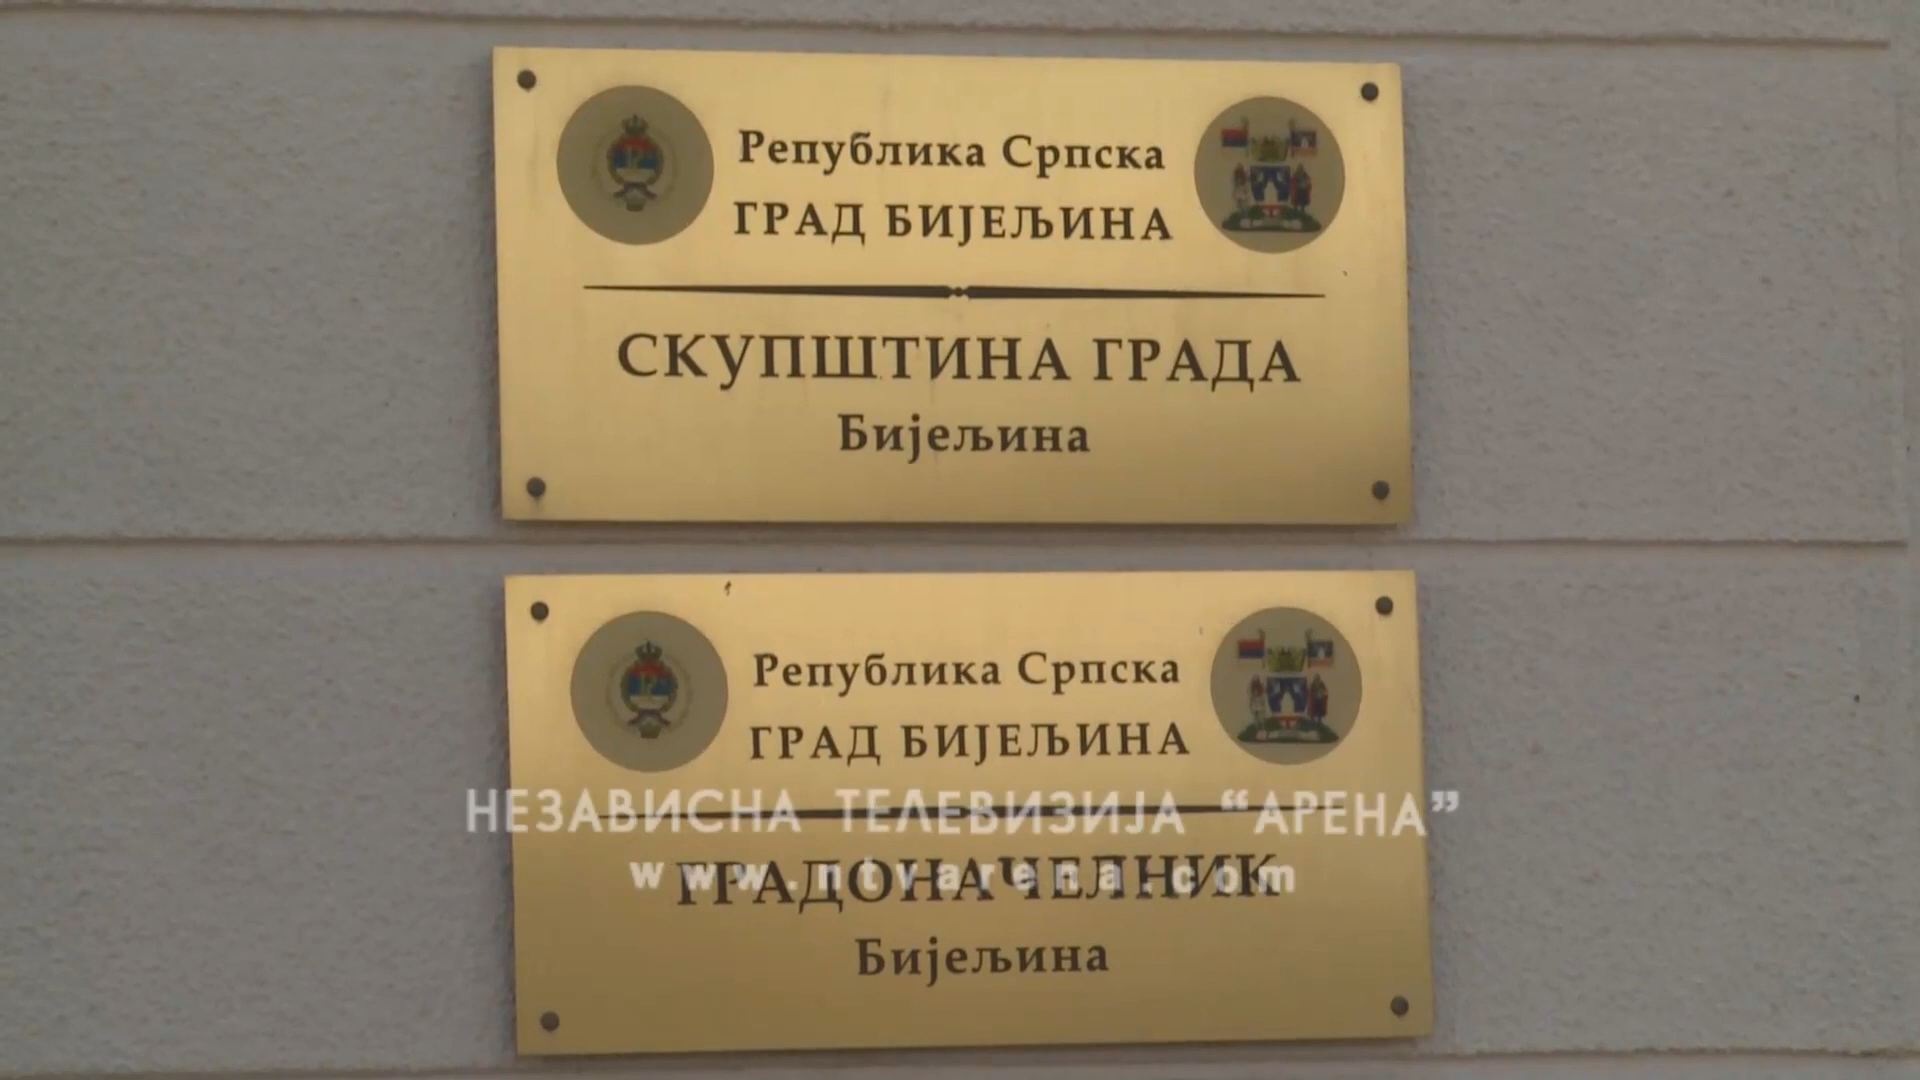 Република Српска
ГРАД БИЈЕЉИНА
СКУПШТИНА ГРАДА
Бијељина
Република Српска
ГРАД БИЈЕЉИНА
НЕЗАВИСНА ТЕЛЕВИЗИЈА “АРЕНА”
www.ntvarena.com
ГРАДОНАЧЕЛНИК
Бијељина